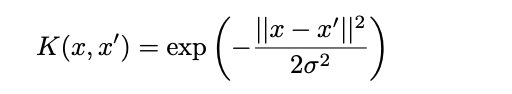 K(x, x′) = exp(−||x − x′||² / 2σ²)